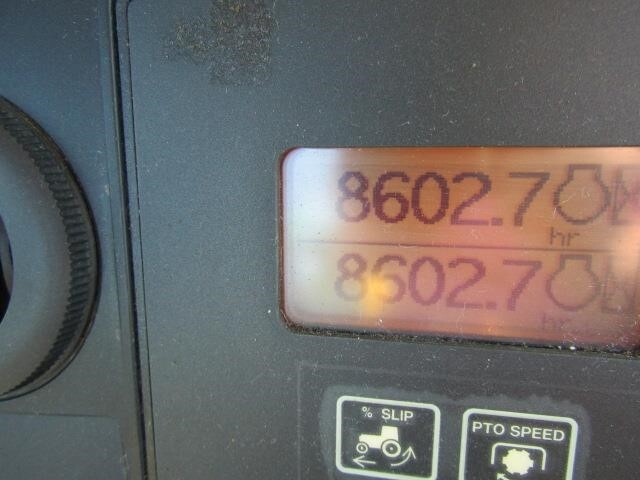 8602.7
hr
8602.7
hr
% SLIP
PTO SPEED